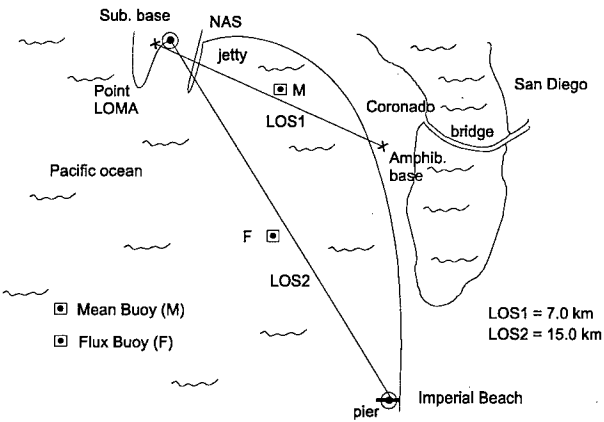 Sub. base
NAS
jetty
M
Point
LOMA
LOS1
Coronado
San Diego
bridge
Amphib.
base
Pacific ocean
F
LOS2
Mean Buoy (M)
Flux Buoy (F)
LOS1 = 7.0 km
LOS2 = 15.0 km
Imperial Beach
pier